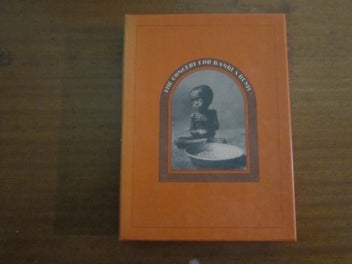 THE CONCERT FOR BANGLA DESH